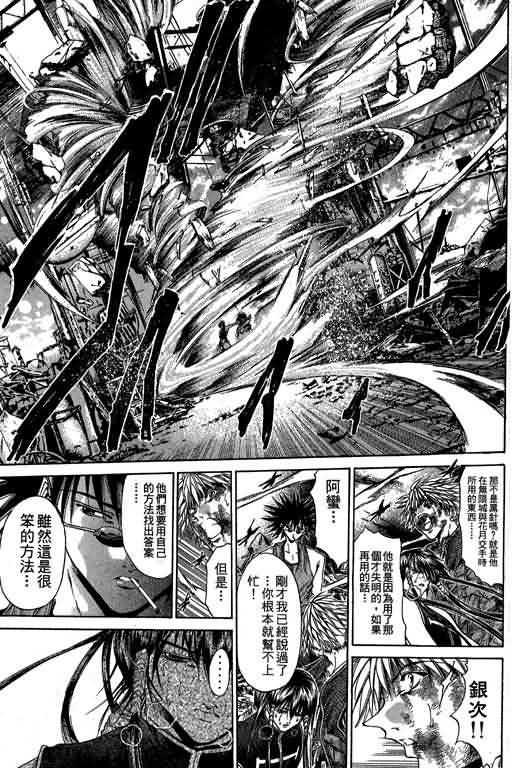 那不是萬針嗎？就是他
在無限城與花月交手時
所用的東西……
他就是因為用了那
個才失明的，如果
再用的話…
銀次!!
阿蠻…
剛才我已經說過了
…你根本就幫不上
忙！
但是…
他們想要用自己
的方法找出答案
雖然這是很
笨的方法…
……